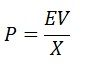 P = EV/X